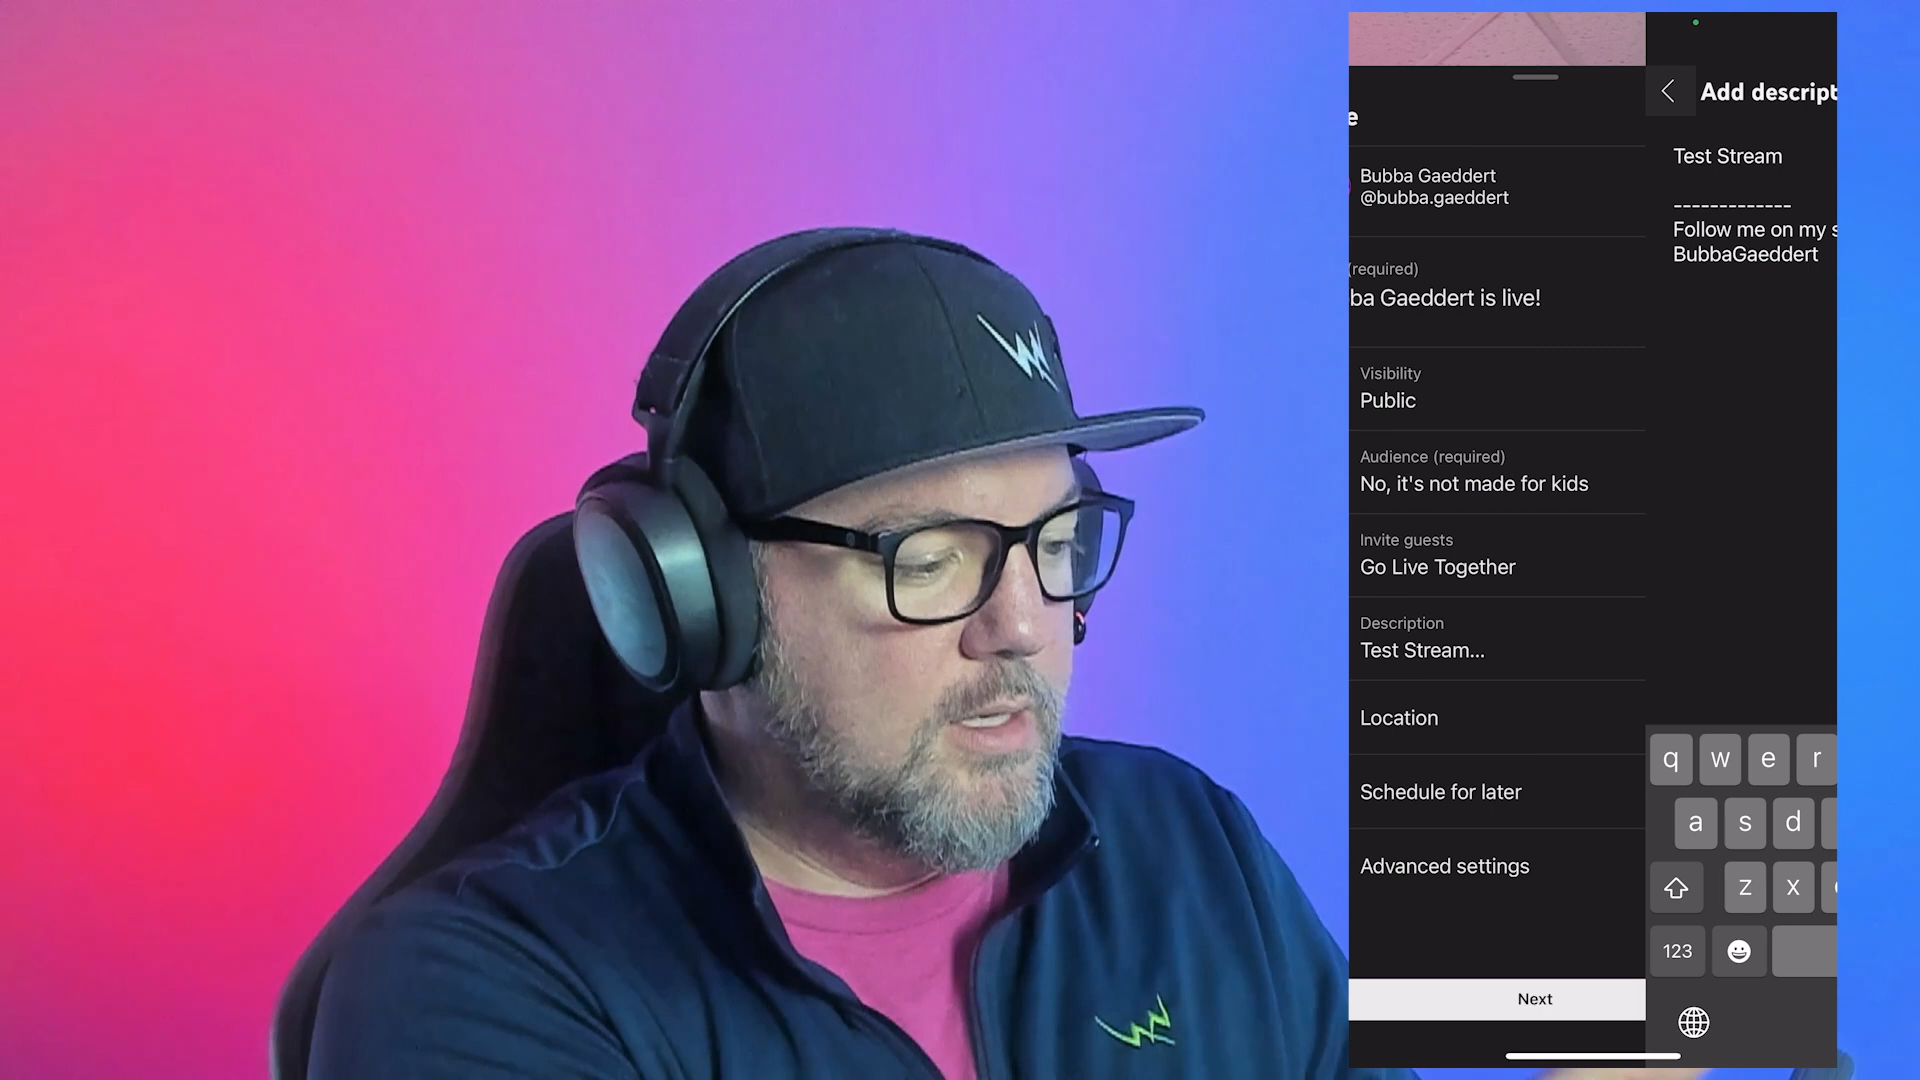 e
Bubba Gaeddert
@bubba.gaeddert
(required)
ba Gaeddert is live!
Visibility
Public
Audience (required)
No, it's not made for kids
Invite guests
Go Live Together
Description
Test Stream...
Location
Schedule for later
Advanced settings
Next
Add descript
Test Stream
-------------
Follow me on my s
BubbaGaeddert
q w e r
a s d
z x
123